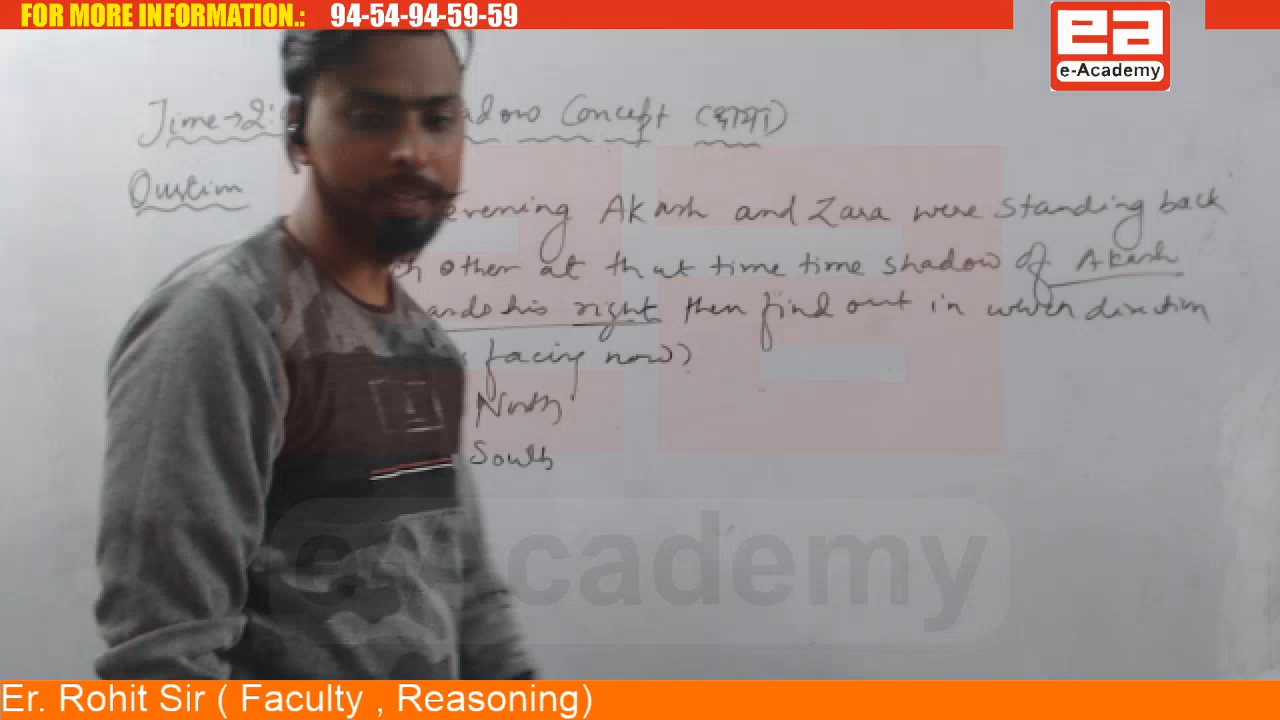 FOR MORE INFORMATION.: 94-54-94-59-59
ea
e-Academy
Time→2: Concept (छाया)
Qustion
evening Akash and Zara were standing back
other at that time time shadow of Akash
his right then find out in which direction
facing now?
North
South
e-Academy
Er. Rohit Sir ( Faculty , Reasoning)